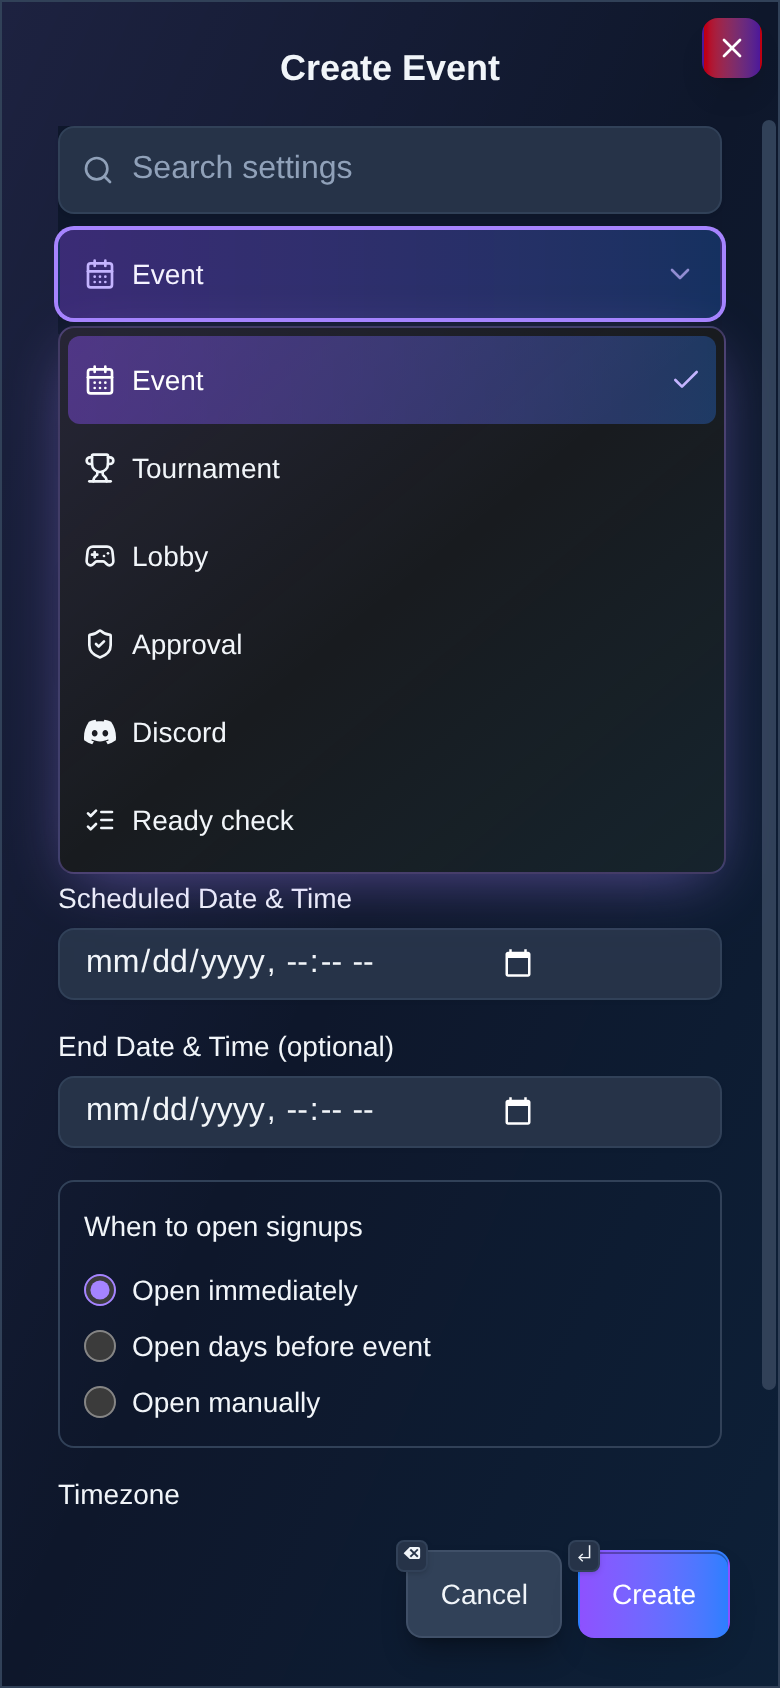 Create Event
Search settings
Event
Event
Tournament
Lobby
Approval
Discord
Ready check
Scheduled Date & Time
mm/dd/yyyy, --:-- --
End Date & Time (optional)
mm/dd/yyyy, --:-- --
When to open signups
Open immediately
Open days before event
Open manually
Timezone
Cancel
Create